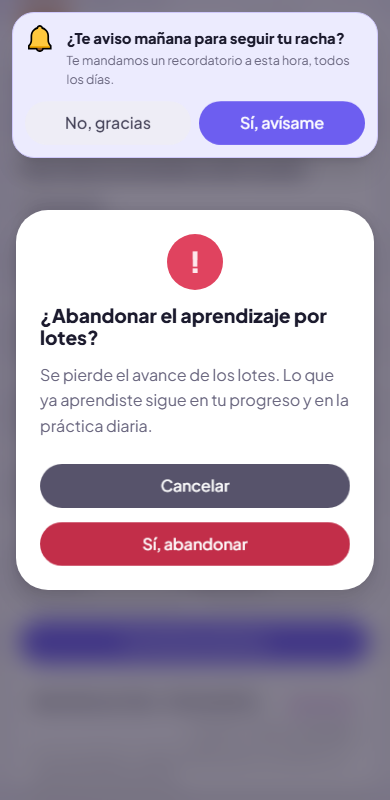 ¿Te aviso mañana para seguir tu racha?
Te mandamos un recordatorio a esta hora, todos
los días.
No, gracias
Sí, avísame
!
¿Abandonar el aprendizaje por
lotes?
Se pierde el avance de los lotes. Lo que
ya aprendiste sigue en tu progreso y en la
práctica diaria.
Cancelar
Sí, abandonar